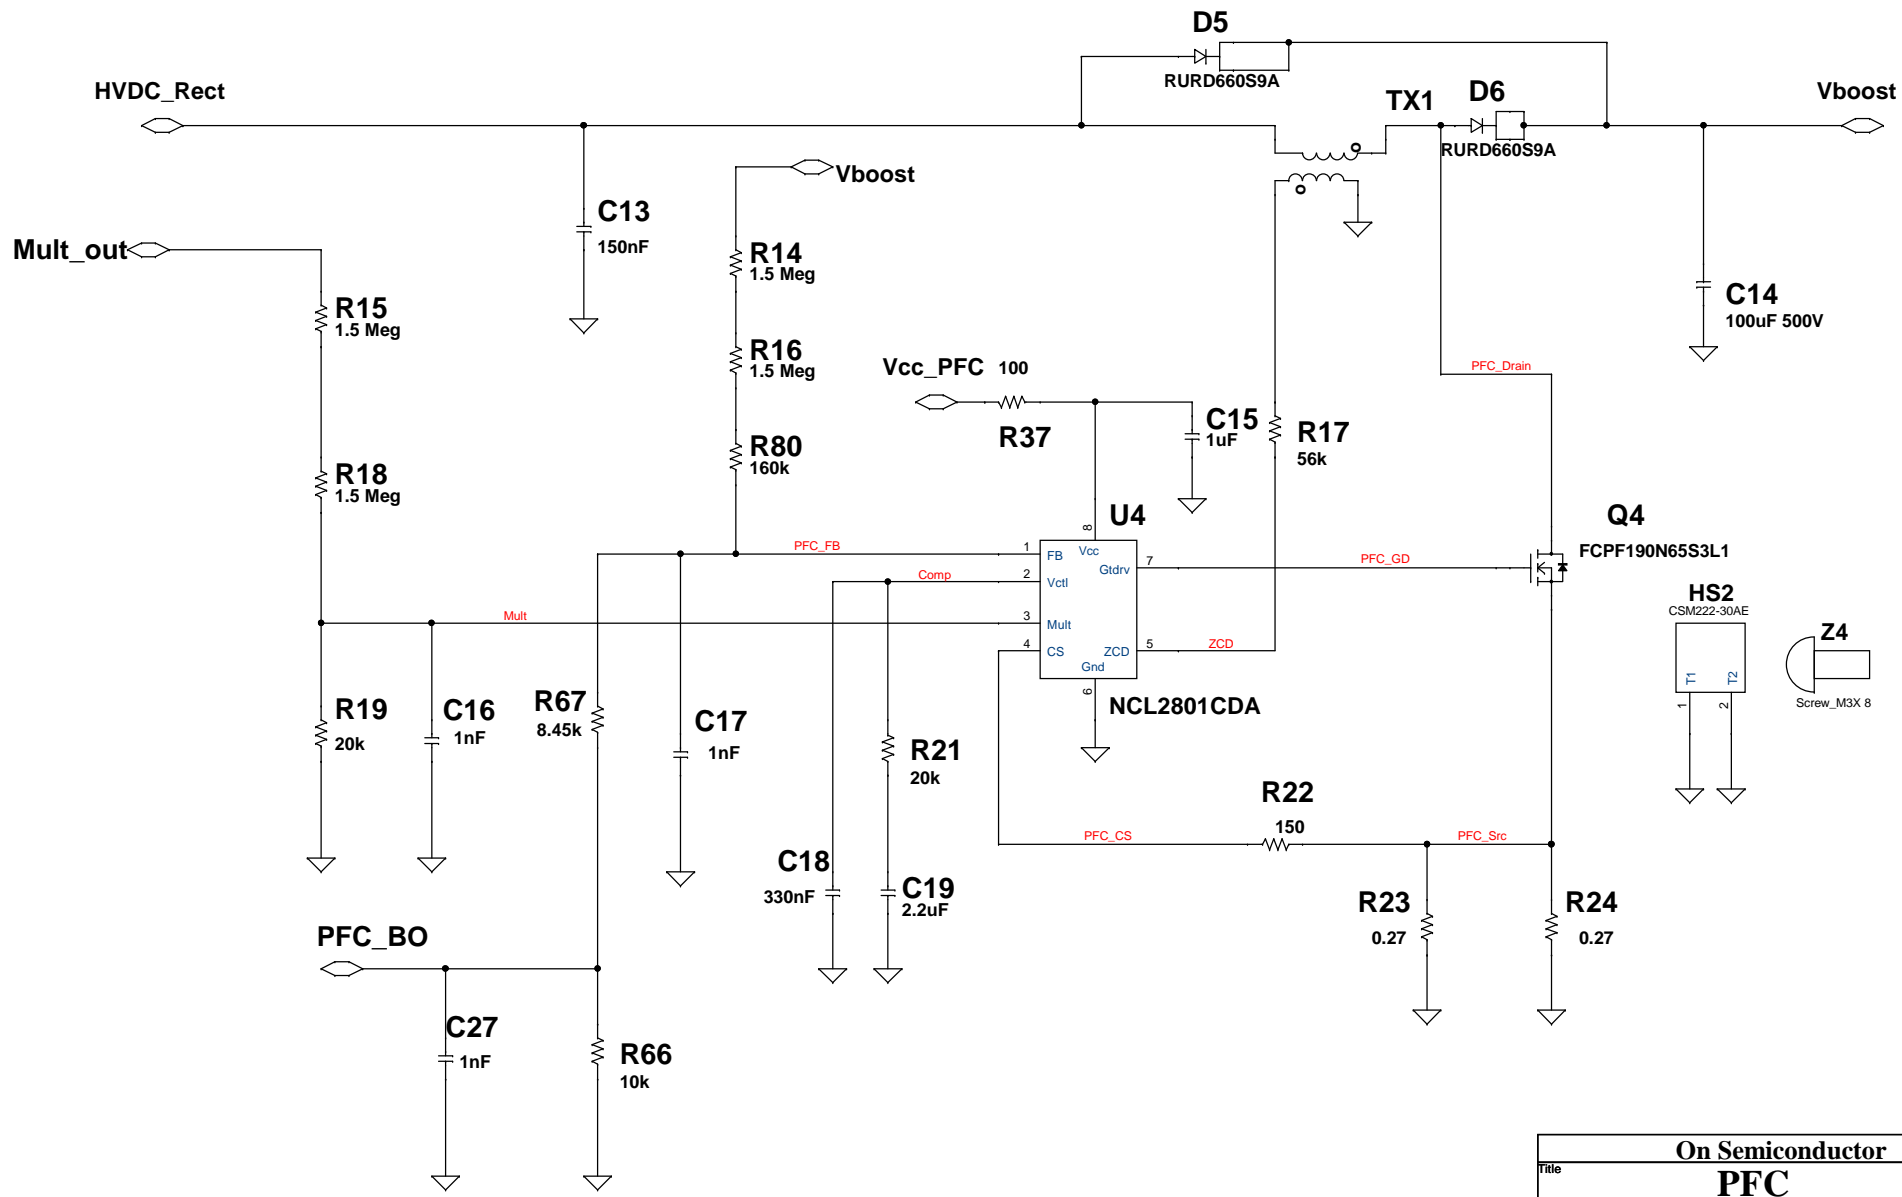 D5
RURD660S9A
HVDC_Rect
TX1
D6
Vboost
RURD660S9A
Vboost
C13
150nF
Mult_out
R14
1.5 Meg
R15
1.5 Meg
C14
100uF 500V
R16
1.5 Meg
Vcc_PFC
100
PFC_Drain
R37
C15
1uF
R17
56k
R80
160k
R18
1.5 Meg
U4
8
Q4
FCPF190N65S3L1
PFC_FB
1
FB
Vcc
Gtdrv
7
PFC_GD
Comp
2
Vctl
Mult
3
Mult
4
CS
ZCD
5
ZCD
Gnd
6
NCL2801CDA
HS2
CSM222-30AE
T1
T2
1
2
Z4
Screw_M3X 8
R19
20k
C16
1nF
R67
8.45k
C17
1nF
R21
20k
R22
150
PFC_CS
PFC_Src
C18
330nF
C19
2.2uF
R23
0.27
R24
0.27
PFC_BO
C27
1nF
R66
10k
On Semiconductor
Title
PFC